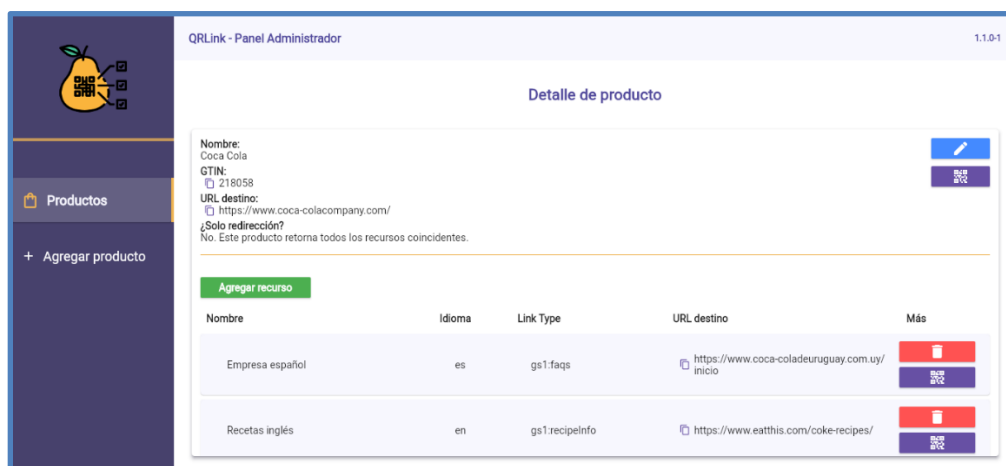 QRLink - Panel Administrador
1.1.0-1
Productos
+ Agregar producto
Detalle de producto
Nombre:
Coca Cola
GTIN:
218058
URL destino:
https://www.coca-colacompany.com/
¿Solo redirección?
No. Este producto retorna todos los recursos coincidentes.
Agregar recurso
Nombre Idioma Link Type URL destino Más
Empresa español es gs1:faqs https://www.coca-coladeuruguay.com.uy/
inicio
Recetas inglés en gs1:recipeInfo https://www.eatthis.com/coke-recipes/